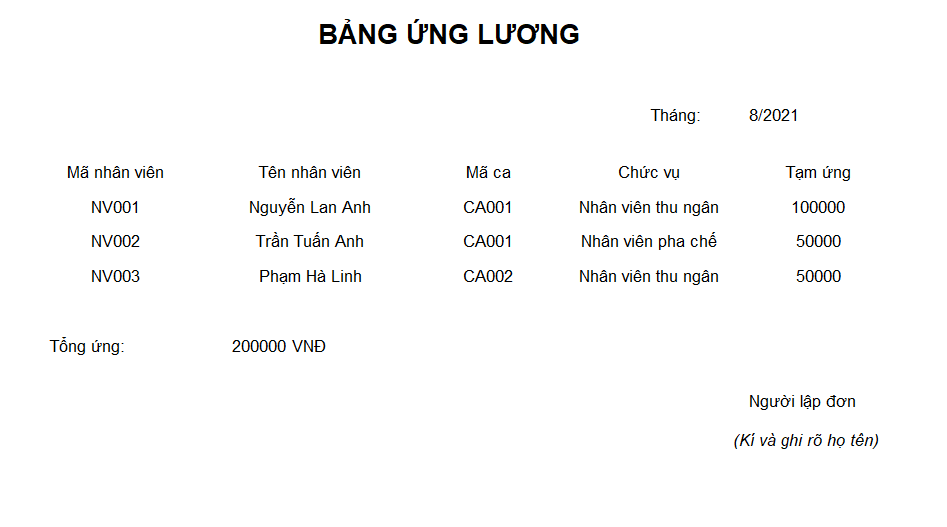 BẢNG ỨNG LƯƠNG
Tháng: 8/2021
Mã nhân viên Tên nhân viên Mã ca Chức vụ Tạm ứng
NV001 Nguyễn Lan Anh CA001 Nhân viên thu ngân 100000
NV002 Trần Tuấn Anh CA001 Nhân viên pha chế 50000
NV003 Phạm Hà Linh CA002 Nhân viên thu ngân 50000
Tổng ứng: 200000 VNĐ
Người lập đơn
(Kí và ghi rõ họ tên)